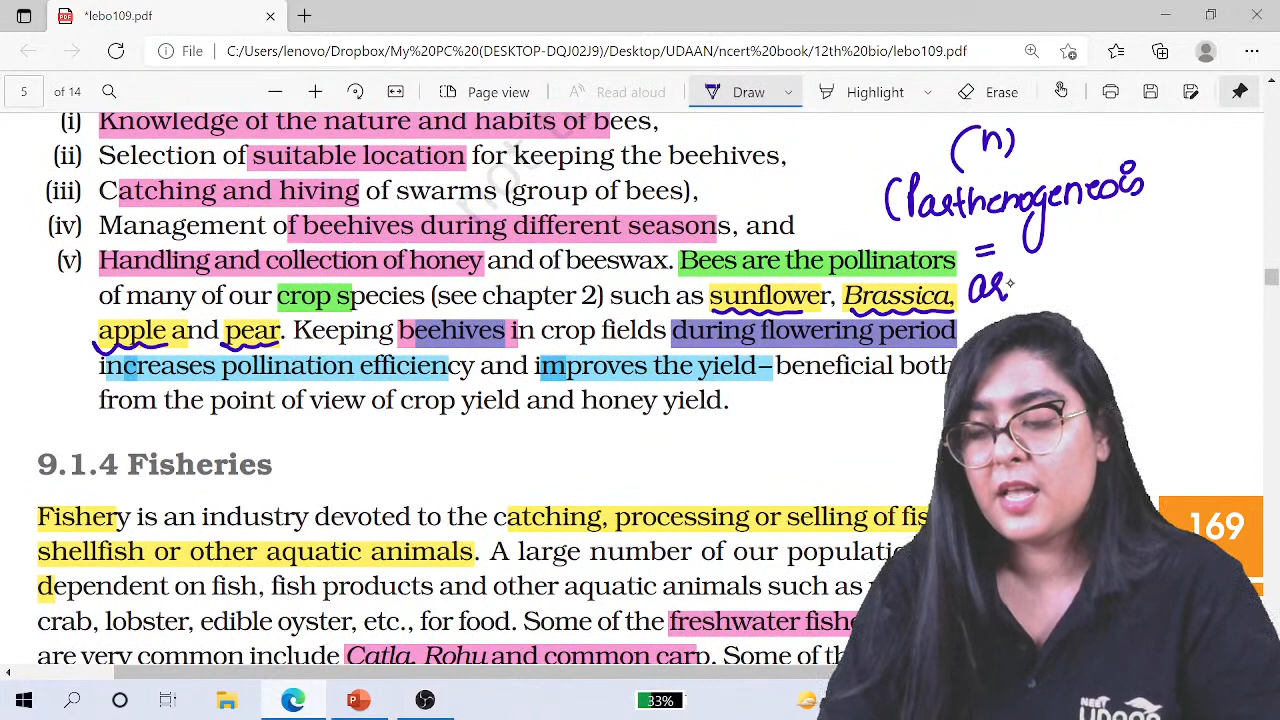 *lebo109.pdf
File C:/Users/lenovo/Dropbox/My%20PC%20(DESKTOP-DQJ02J9)/Desktop/UDAAN/ncert%20book/12th%20bio/lebo109.pdf
5 of 14 Page view Read aloud Draw Highlight Erase
(i) Knowledge of the nature and habits of bees,
(ii) Selection of suitable location for keeping the beehives,
(iii) Catching and hiving of swarms (group of bees),
(iv) Management of beehives during different seasons, and
(v) Handling and collection of honey and of beeswax. Bees are the pollinators
of many of our crop species (see chapter 2) such as sunflower, Brassica,
apple and pear. Keeping beehives in crop fields during flowering period
increases pollination efficiency and improves the yield–beneficial both
from the point of view of crop yield and honey yield.
(n)
(Parthenogenesis
=
9.1.4 Fisheries
Fishery is an industry devoted to the catching, processing or selling of fis
shellfish or other aquatic animals. A large number of our populati
dependent on fish, fish products and other aquatic animals such as
crab, lobster, edible oyster, etc., for food. Some of the freshwater fishe
are very common include Catla, Rohu and common carp. Some of th
169
33%
NEET
UDAAN